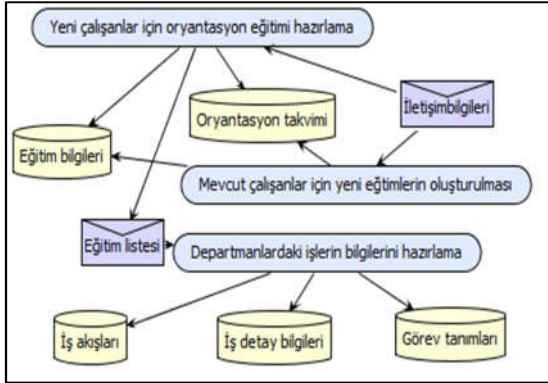 Yeni çalışanlar için oryantasyon eğitimi hazırlama
İletişimbilgileri
Oryantasyon takvimi
Eğitim bilgileri
Mevcut çalışanlar için yeni eğitimlerin oluşturulması
Eğitim listesi
Departmanlardaki işlerin bilgilerini hazırlama
İş akışları
İş detay bilgileri
Görev tanımları